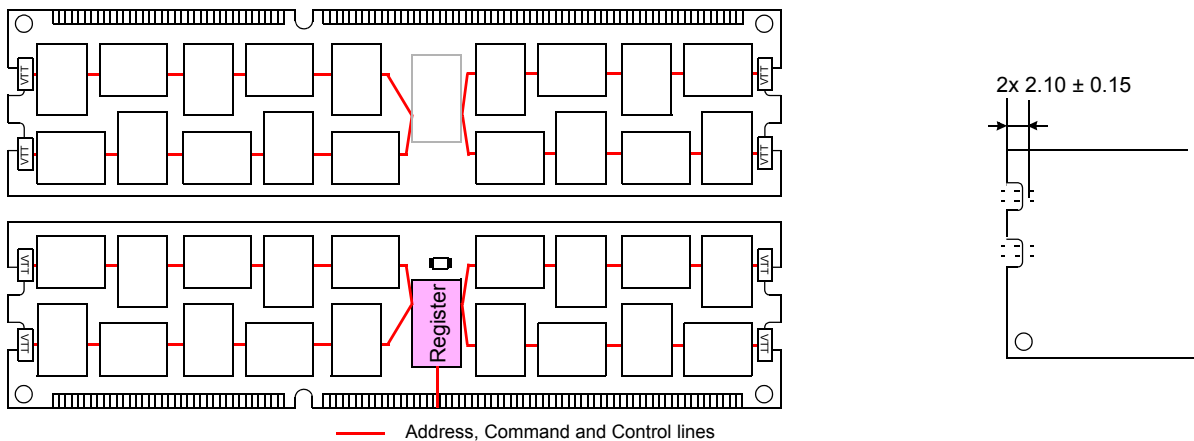 VTT
VTT
VTT
VTT
2x 2.10 ± 0.15
VTT
VTT
VTT
VTT
Register
Address, Command and Control lines